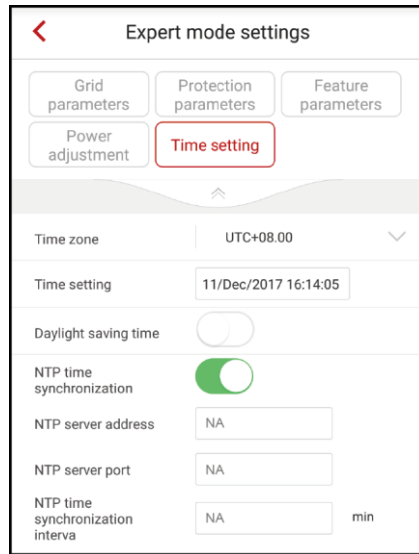 Expert mode settings
Grid
parameters
Protection
parameters
Feature
parameters
Power
adjustment
Time setting
Time zone
UTC+08.00
Time setting
11/Dec/2017 16:14:05
Daylight saving time
NTP time
synchronization
NTP server address
NA
NTP server port
NA
NTP time
synchronization
interva
NA
min